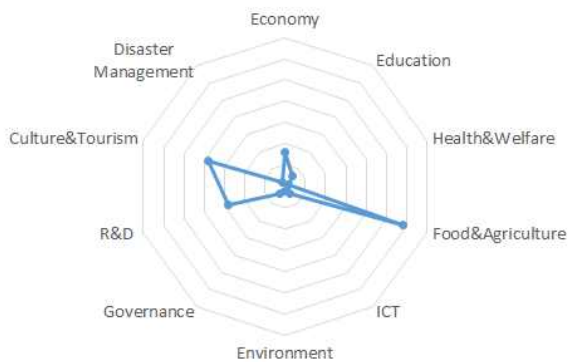 Economy
Disaster
Management
Education
Culture&Tourism
Health&Welfare
R&D
Food&Agriculture
Governance
ICT
Environment